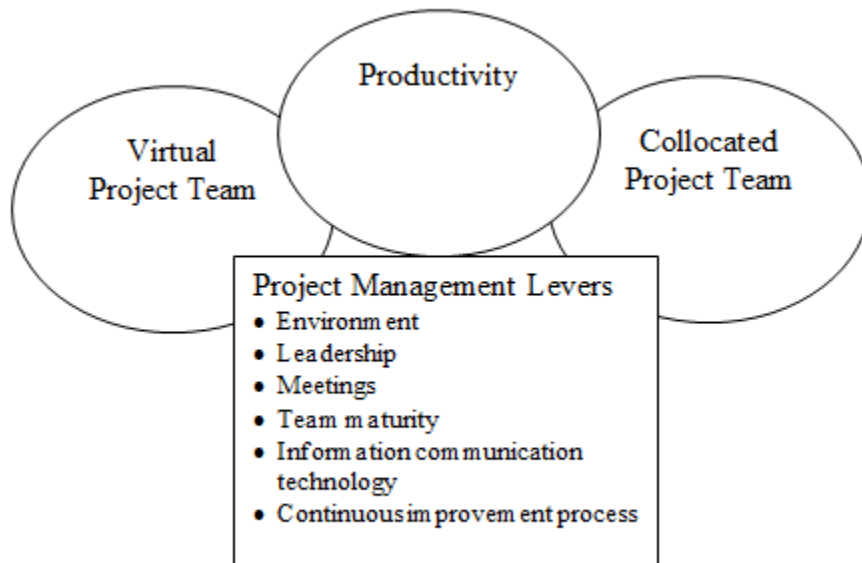 Productivity
Virtual
Project Team
Collocated
Project Team
Project Management Levers
• Environment
• Leadership
• Meetings
• Team maturity
• Information communication
technology
• Continuous improvement process